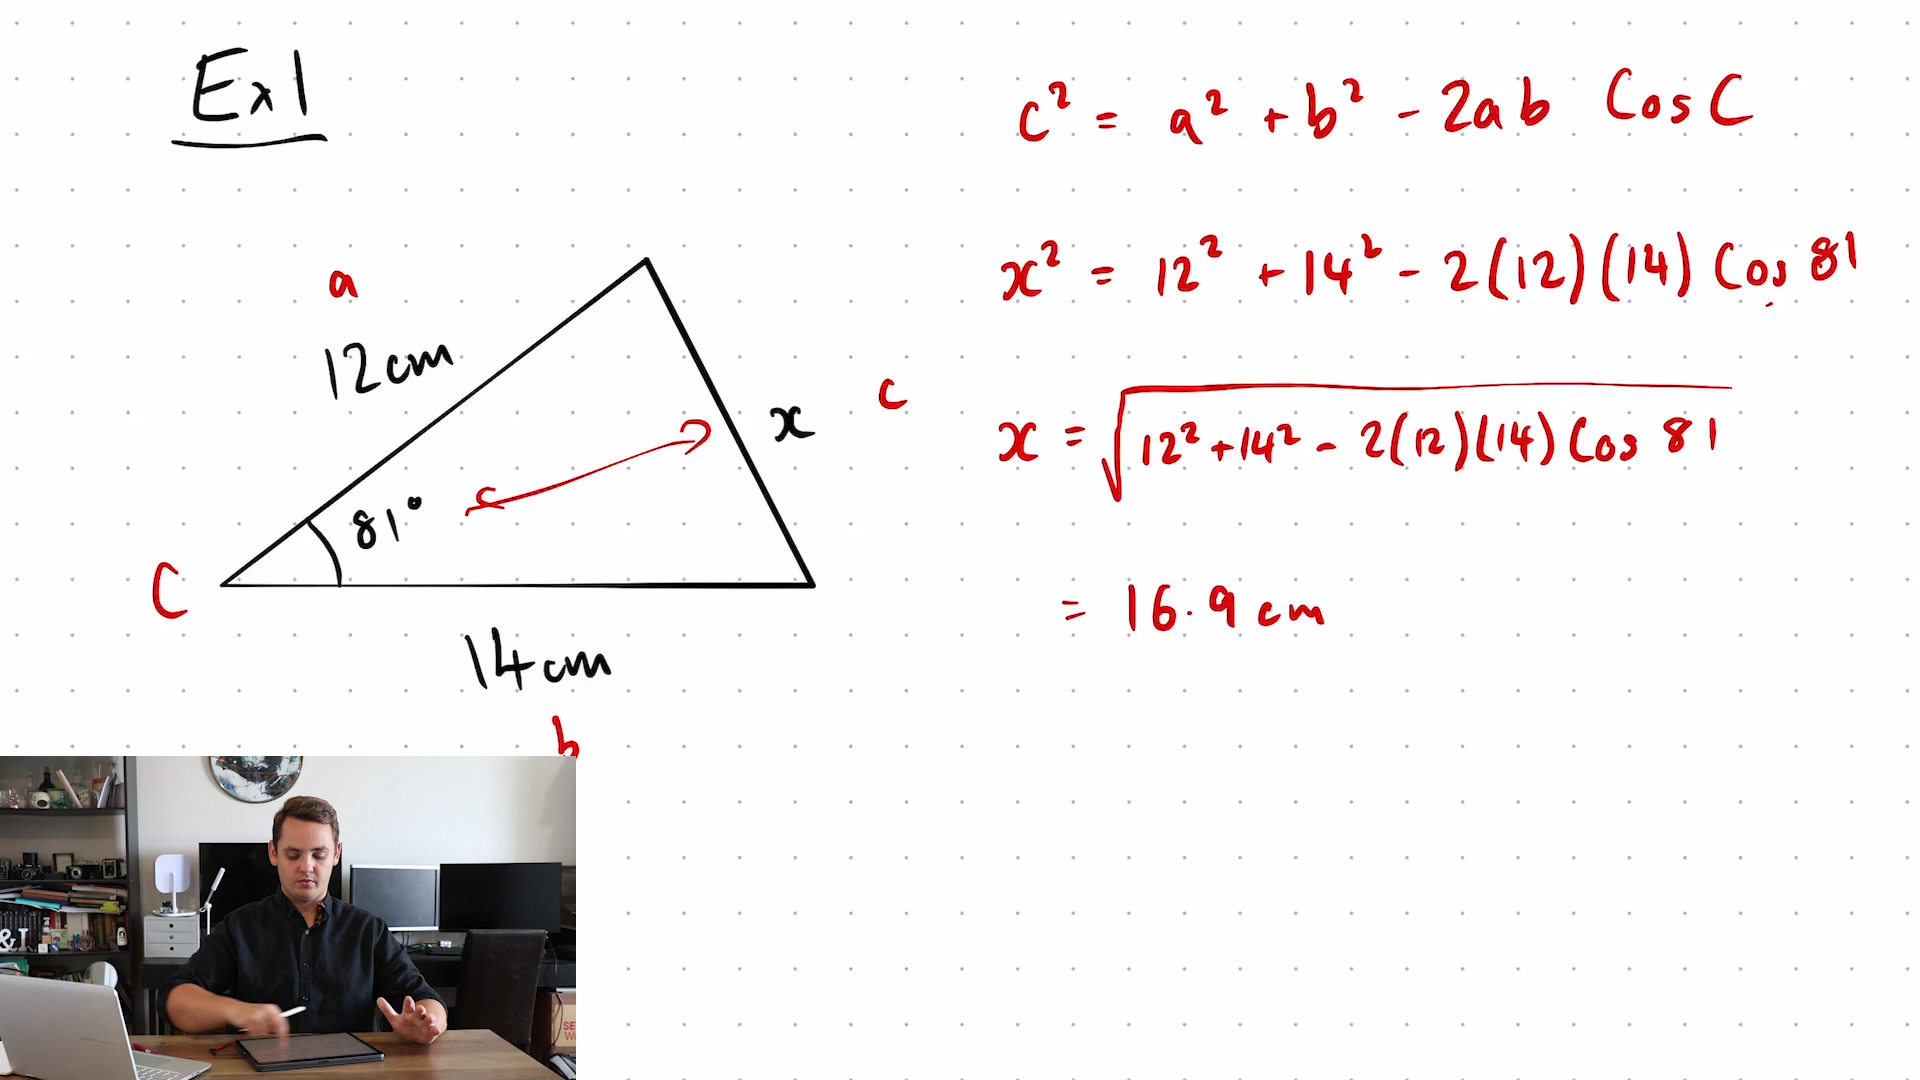 Ex1
c² = a² + b² - 2ab Cos C
x² = 12² + 14² - 2(12)(14) Cos 81
x = √12² + 14² - 2(12)(14) Cos 81
= 16.9 cm
a
12cm
x
c
81°
C
14cm
b
&